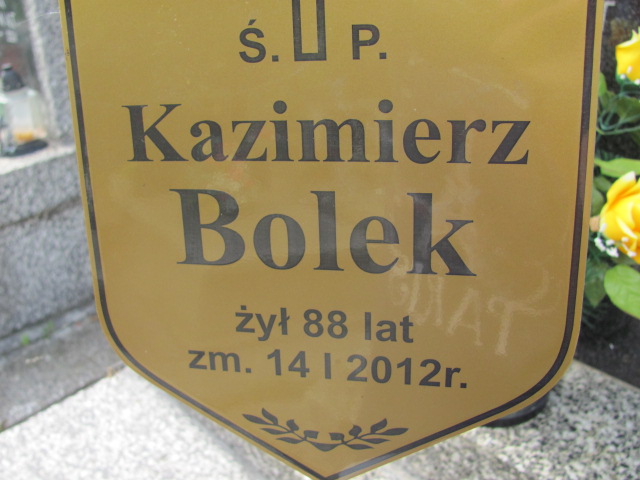 Ś. P.
Kazimierz
Bolek
żył 88 lat
zm. 14 I 2012r.